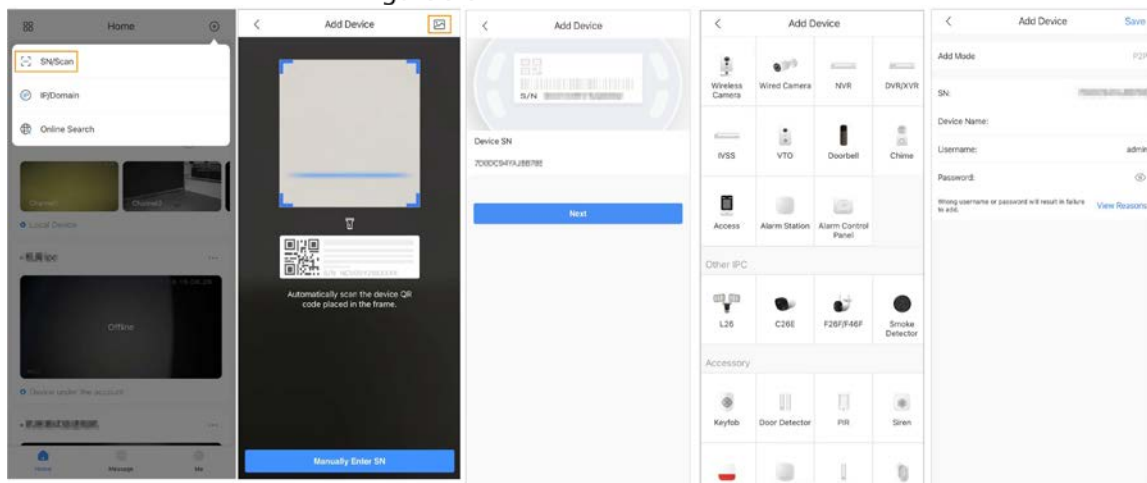 Home
SN/Scan
IP/Domain
Online Search
Channel1
Channel3
Local Device
Offline
Device under the account
Home
Message
Me
Add Device
Automatically scan the device QR
code placed in the frame.
Manually Enter SN
Add Device
S/N
Device SN
Next
Add Device
Wireless
Camera
Wired Camera
NVR
DVR/XVR
IVSS
VTO
Doorbell
Chime
Access
Alarm Station
Alarm Control
Panel
Other IPC
L26
C26E
F26F/F46F
Smoke
Detector
Accessory
Keyfob
Door Detector
PIR
Siren
Add Device
Save
Add Mode
P2P
SN:
Device Name:
Username:
admin
Password:
Wrong username or password will result in failure
to add.
View Reasons